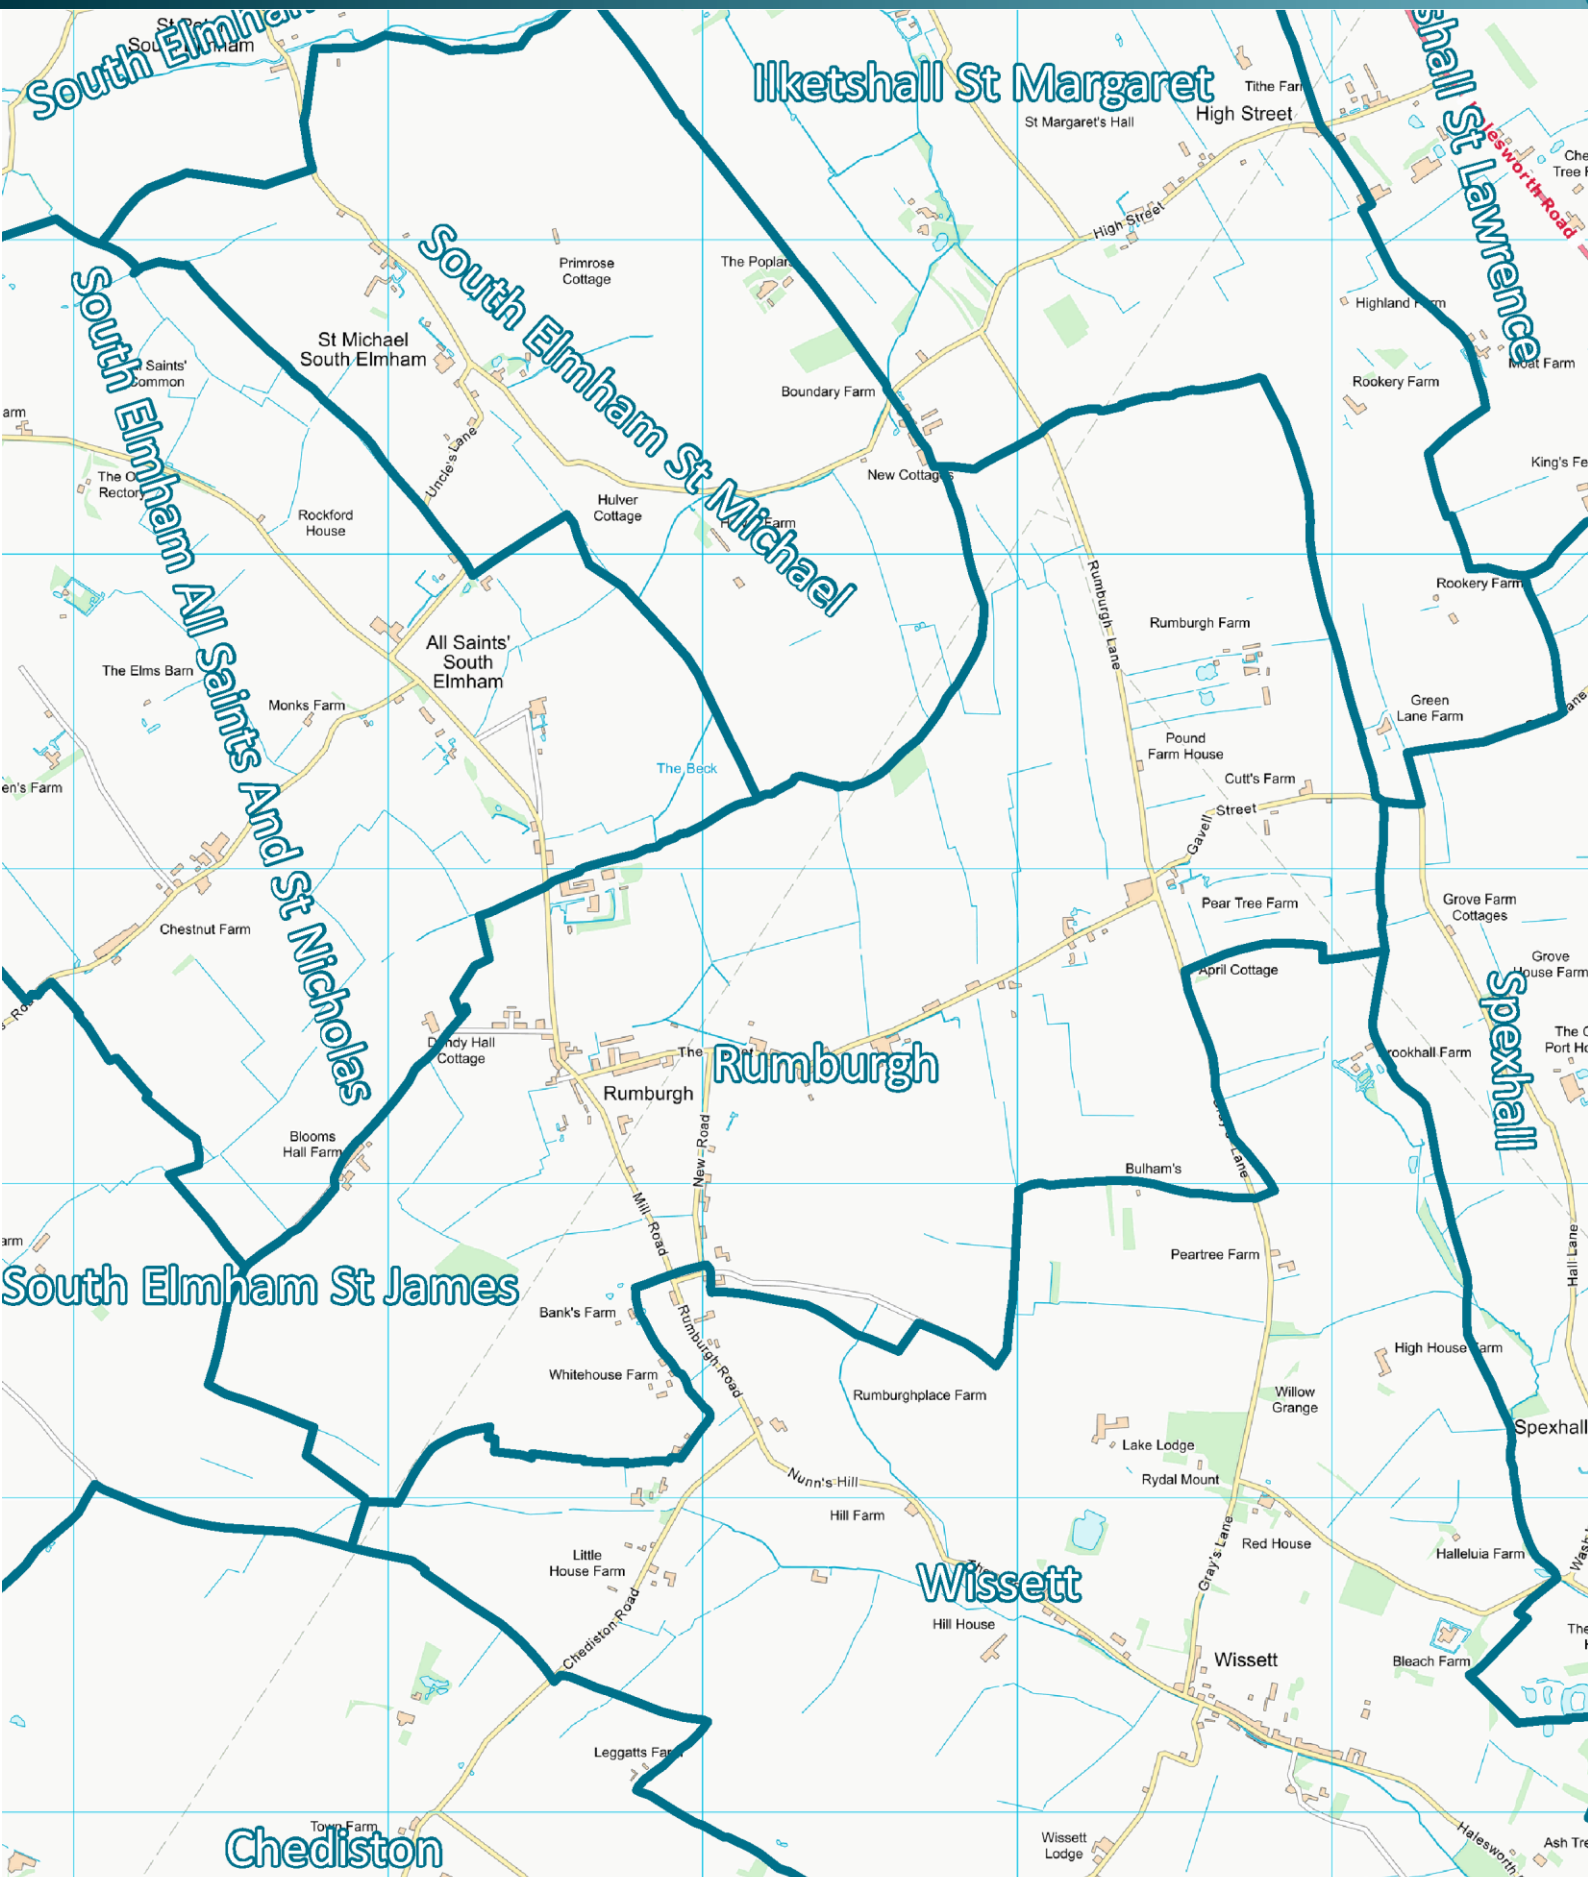 South Elmham
Ilketshall St Margaret
St Margaret's Hall
Tithe Farm
High Street
High Street
St Lawrence
Primrose
Cottage
The Poplars
South Elmham St Michael
St Michael
South Elmham
Highland Farm
Moat Farm
Rookery Farm
Boundary Farm
New Cottages
King's
Saints'
Common
South Elmham All Saints And St Nicholas
Uncle's Lane
Rectory
Rockford
House
Hulver
Cottage
Farm
Rookery Farm
Rumburgh Lane
Rumburgh Farm
All Saints'
South
Elmham
The Elms Barn
Monks Farm
Green
Lane Farm
Pound
Farm House
The Beck
Cutt's Farm
Gavell Street
en's Farm
Pear Tree Farm
Grove Farm
Cottages
Chestnut Farm
April Cottage
Grove
House Farm
Spexhall
Dandy Hall
Cottage
The
Rumburgh
Rumburgh
Brookhall Farm
Blooms
Hall Farm
New Road
Mill Road
Lane
Bulham's
Peartree Farm
Hall Lane
South Elmham St James
Bank's Farm
Rumburgh Road
High House Farm
Whitehouse Farm
Rumburghplace Farm
Willow
Grange
Spexhall
Lake Lodge
Rydal Mount
Nunn's Hill
Hill Farm
Red House
Gray's Lane
Halleluia Farm
Little
House Farm
Wissett
Chediston Road
Hill House
Wissett
Bleach Farm
Leggatts Farm
Town Farm
Chediston
Wissett
Lodge
Halesworth
Ash Tre